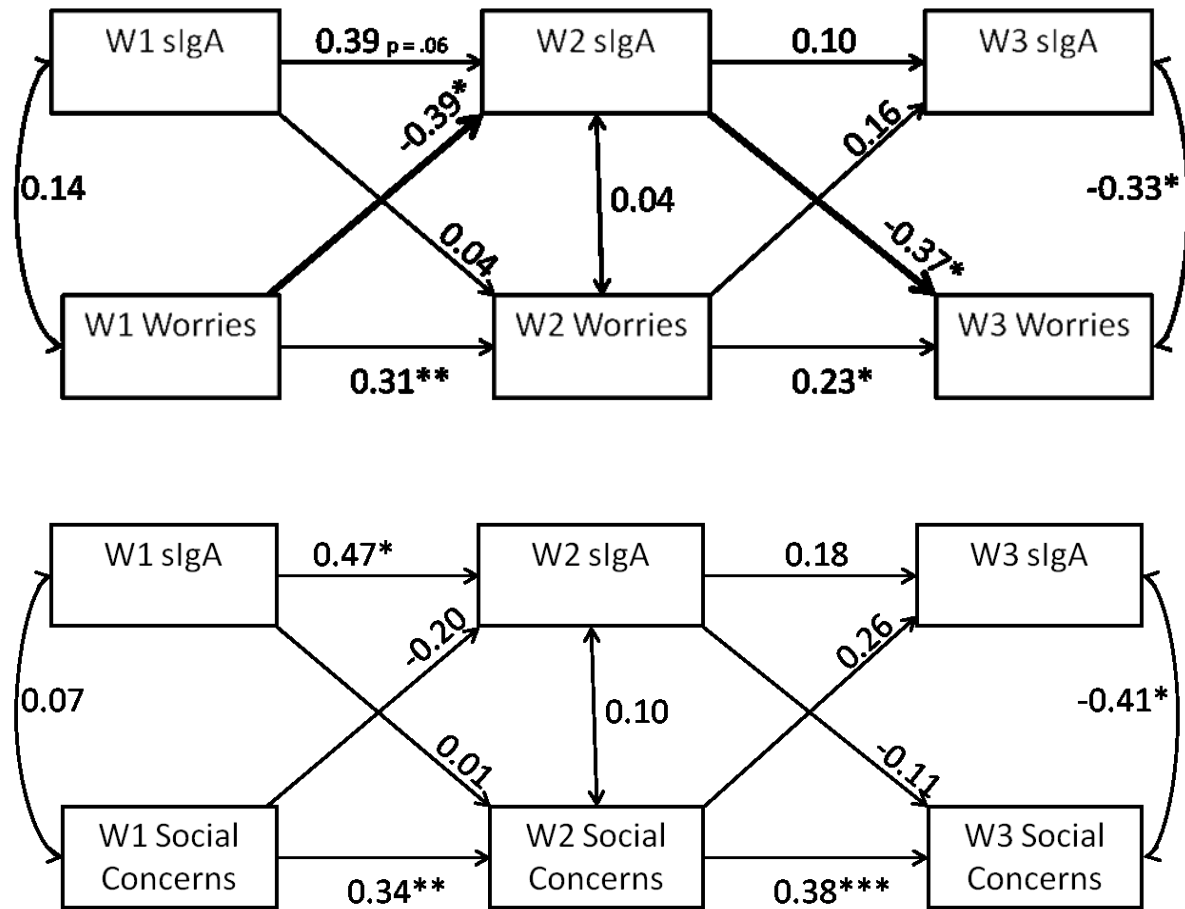 W1 sIgA
0.39 p = .06
W2 sIgA
0.10
W3 sIgA
-0.39*
0.16
0.14
0.04
-0.33*
0.04
-0.37*
W1 Worries
W2 Worries
W3 Worries
0.31**
0.23*
W1 sIgA
0.47*
W2 sIgA
0.18
W3 sIgA
-0.20
0.26
0.07
0.10
-0.41*
0.01
-0.11
W1 Social
Concerns
W2 Social
Concerns
W3 Social
Concerns
0.34**
0.38***